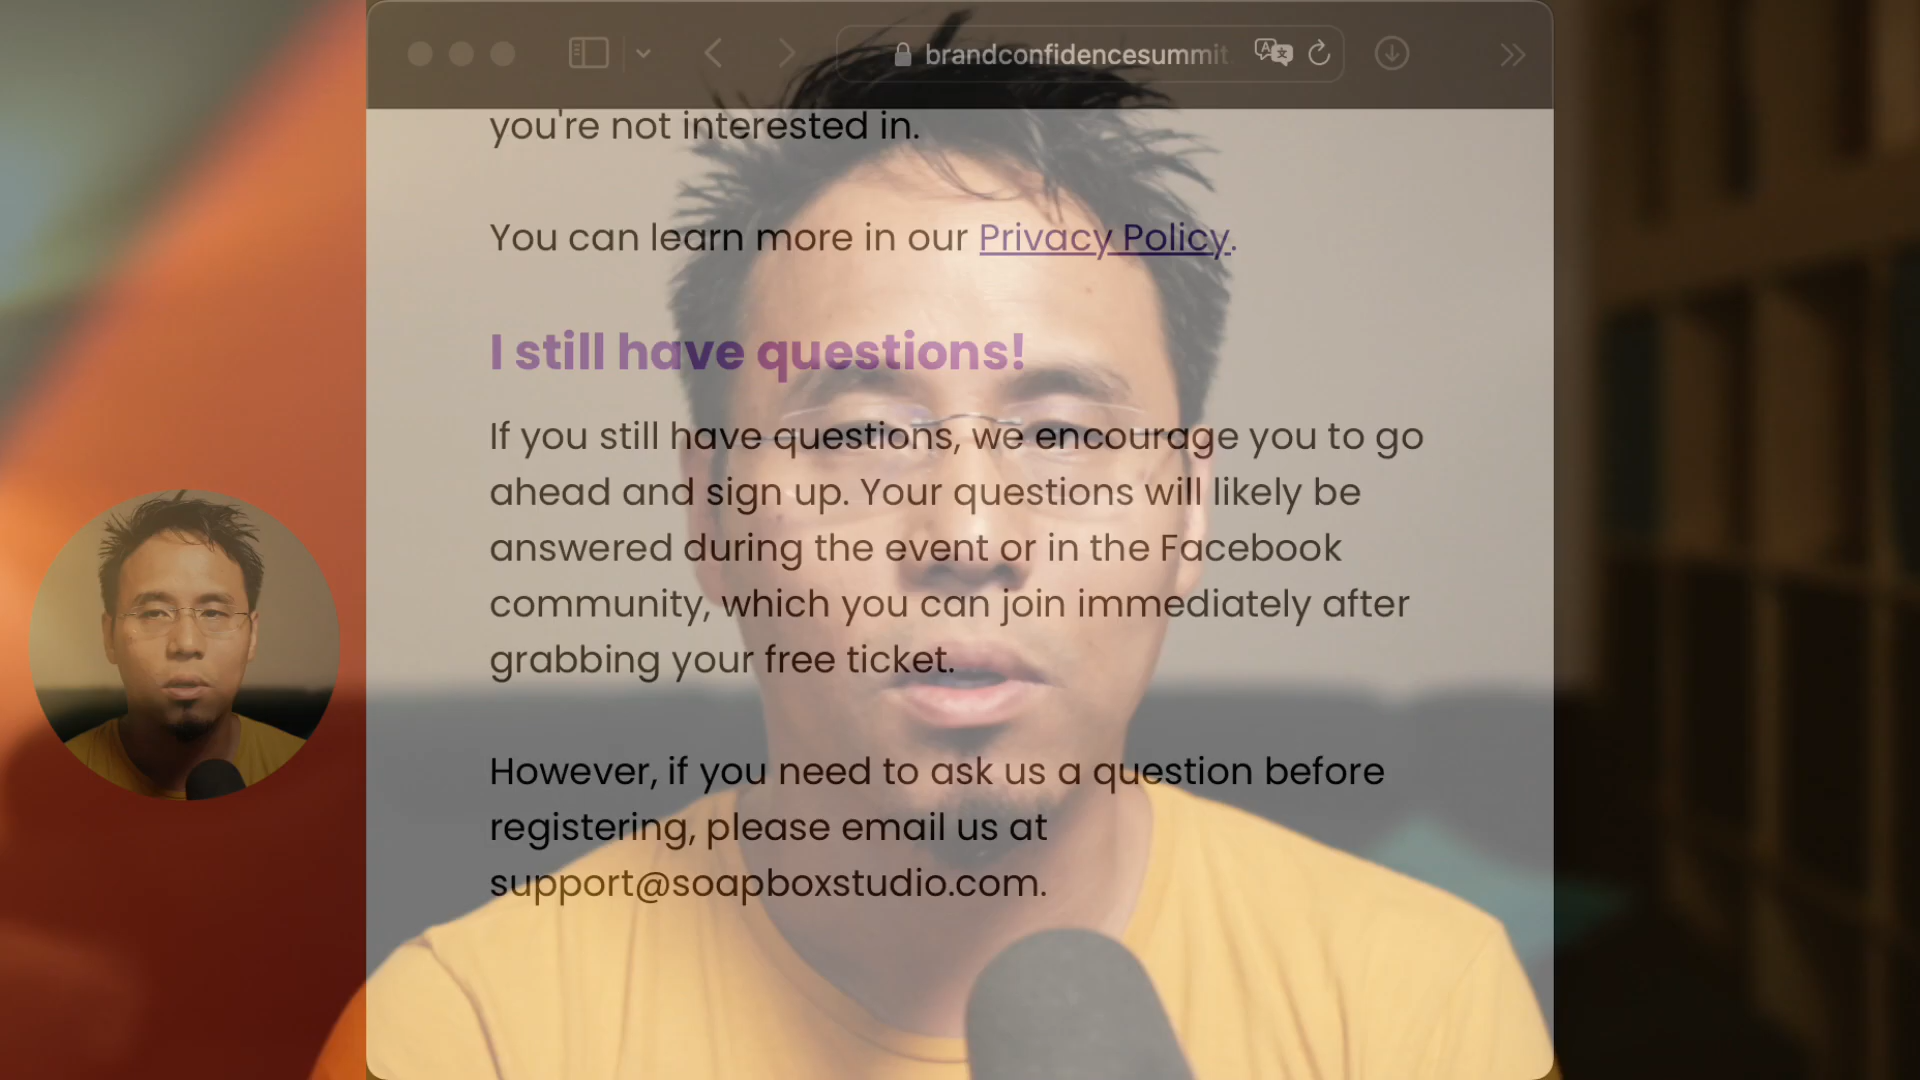 brandconfidencesummit
you're not interested in.
You can learn more in our Privacy Policy.
I still have questions!
If you still have questions, we encourage you to go
ahead and sign up. Your questions will likely be
answered during the event or in the Facebook
community, which you can join immediately after
grabbing your free ticket.
However, if you need to ask us a question before
registering, please email us at
support@soapboxstudio.com.